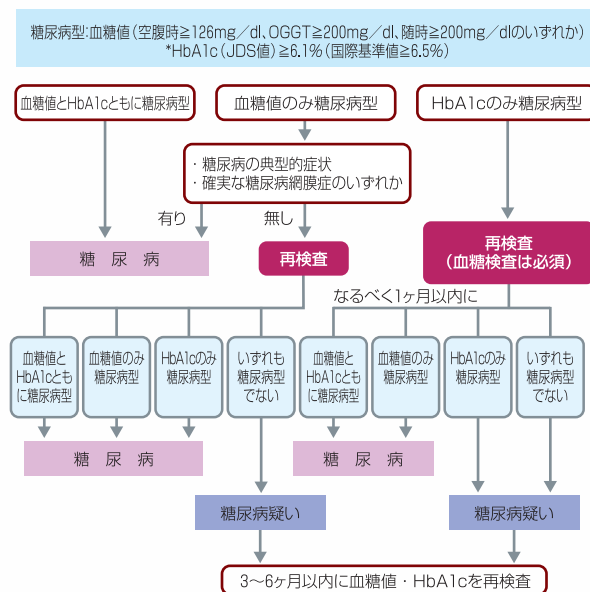 糖尿病型:血糖値(空腹時≧126mg/dl、OGGT≧200mg/dl、随時≧200mg/dlのいずれか)
*HbA1c(JDS値)≧6.1%(国際基準値≧6.5%)
血糖値とHbA1cともに糖尿病型
血糖値のみ糖尿病型
HbA1cのみ糖尿病型
・糖尿病の典型的症状
・確実な糖尿病網膜症のいずれか
有り
無し
糖 尿 病
再検査
再検査
(血糖検査は必須)
なるべく1ヶ月以内に
血糖値と
HbA1cととも
に糖尿病型
血糖値のみ
糖尿病型
HbA1cのみ
糖尿病型
いずれも
糖尿病型
でない
血糖値と
HbA1cととも
に糖尿病型
血糖値のみ
糖尿病型
HbA1cのみ
糖尿病型
いずれも
糖尿病型
でない
糖 尿 病
糖 尿 病
糖尿病疑い
糖尿病疑い
3〜6ヶ月以内に血糖値・HbA1cを再検査